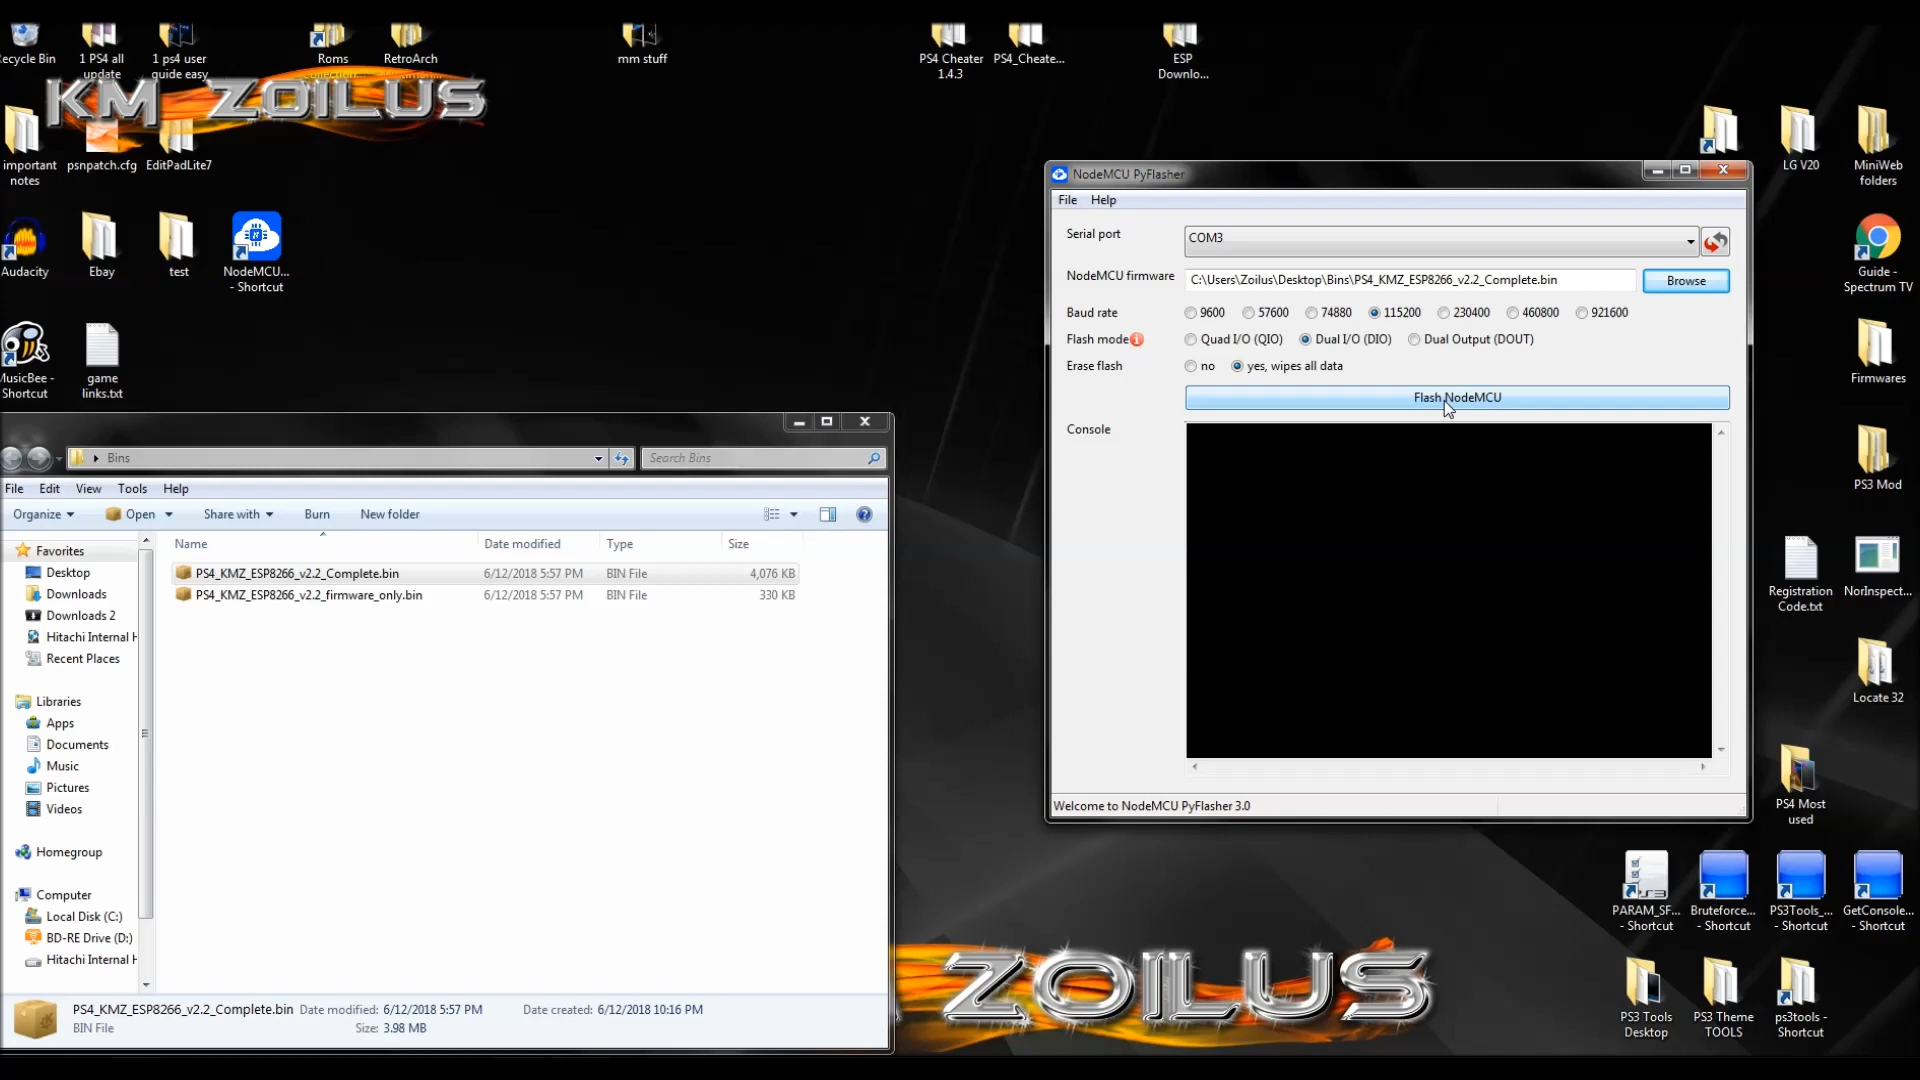 ecycle Bin
1 PS4 all
update
1 ps4 user
guide easy
Roms
RetroArch
mm stuff
PS4 Cheater
1.4.3
PS4_Cheate...
ESP
Downlo...
KM ZOILUS
important
notes
psnpatch.cfg
EditPadLite7
LG V20
MiniWeb
folders
Audacity
Ebay
test
NodeMCU...
- Shortcut
Guide -
Spectrum TV
MusicBee -
Shortcut
game
links.txt
Firmwares
PS3 Mod
Registration
Code.txt
NorInspect...
Locate 32
PS4 Most
used
PARAM_SF...
- Shortcut
Bruteforce...
- Shortcut
PS3Tools_...
- Shortcut
GetConsole...
- Shortcut
PS3 Tools
Desktop
PS3 Theme
TOOLS
ps3tools -
Shortcut
NodeMCU PyFlasher
File Help
Serial port COM3
NodeMCU firmware C:\Users\Zoilus\Desktop\Bins\PS4_KMZ_ESP8266_v2.2_Complete.bin Browse
Baud rate 9600 57600 74880 115200 230400 460800 921600
Flash mode Quad I/O (QIO) Dual I/O (DIO) Dual Output (DOUT)
Erase flash no yes, wipes all data
Flash NodeMCU
Console
Welcome to NodeMCU PyFlasher 3.0
Bins Search Bins
File Edit View Tools Help
Organize Open Share with Burn New folder
Name Date modified Type Size
PS4_KMZ_ESP8266_v2.2_Complete.bin 6/12/2018 5:57 PM BIN File 4,076 KB
PS4_KMZ_ESP8266_v2.2_firmware_only.bin 6/12/2018 5:57 PM BIN File 330 KB
Favorites
Desktop
Downloads
Downloads 2
Hitachi Internal H
Recent Places
Libraries
Apps
Documents
Music
Pictures
Videos
Homegroup
Computer
Local Disk (C:)
BD-RE Drive (D:)
Hitachi Internal H
PS4_KMZ_ESP8266_v2.2_Complete.bin Date modified: 6/12/2018 5:57 PM Date created: 6/12/2018 10:16 PM
BIN File Size: 3.98 MB
ZOILUS